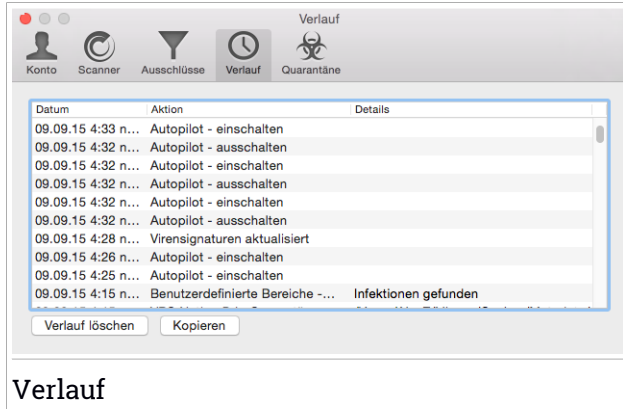 Verlauf
Konto Scanner Ausschlüsse Verlauf Quarantäne
Datum Aktion Details
09.09.15 4:33 n... Autopilot - einschalten
09.09.15 4:32 n... Autopilot - ausschalten
09.09.15 4:32 n... Autopilot - einschalten
09.09.15 4:32 n... Autopilot - ausschalten
09.09.15 4:32 n... Autopilot - einschalten
09.09.15 4:32 n... Autopilot - ausschalten
09.09.15 4:28 n... Virensignaturen aktualisiert
09.09.15 4:26 n... Autopilot - einschalten
09.09.15 4:25 n... Autopilot - einschalten
09.09.15 4:15 n... Benutzerdefinierte Bereiche -... Infektionen gefunden
Verlauf löschen Kopieren
Verlauf